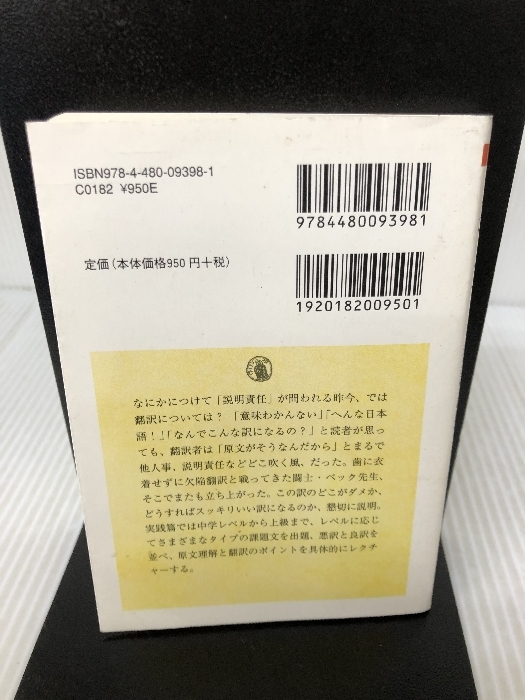 ISBN978-4-480-09398-1
C0182 ¥950E
9784480093981
定価(本体価格950円+税)
1920182009501
なにかにつけて「説明責任」が問われる昨今、では
翻訳については? 「意味わかんない」「へんな日本
語!」「なんでこんな訳になるの?」と読者が思っ
ても、翻訳者は「原文がそうなんだから」とまるで
他人事、説明責任などどこ吹く風、だった。歯に衣
着せずに欠陥翻訳と戦ってきた闘士・ベック先生、
そこでまたも立ち上がった。この訳のどこがダメか、
どうすればスッキリいい訳になるのか、懇切に説明。
実践篇では中学レベルから上級まで、レベルに応じ
てさまざまなタイプの課題文を出題、悪訳と良訳を
並べ、原文理解と翻訳のポイントを具体的にレクチ
ャーする。